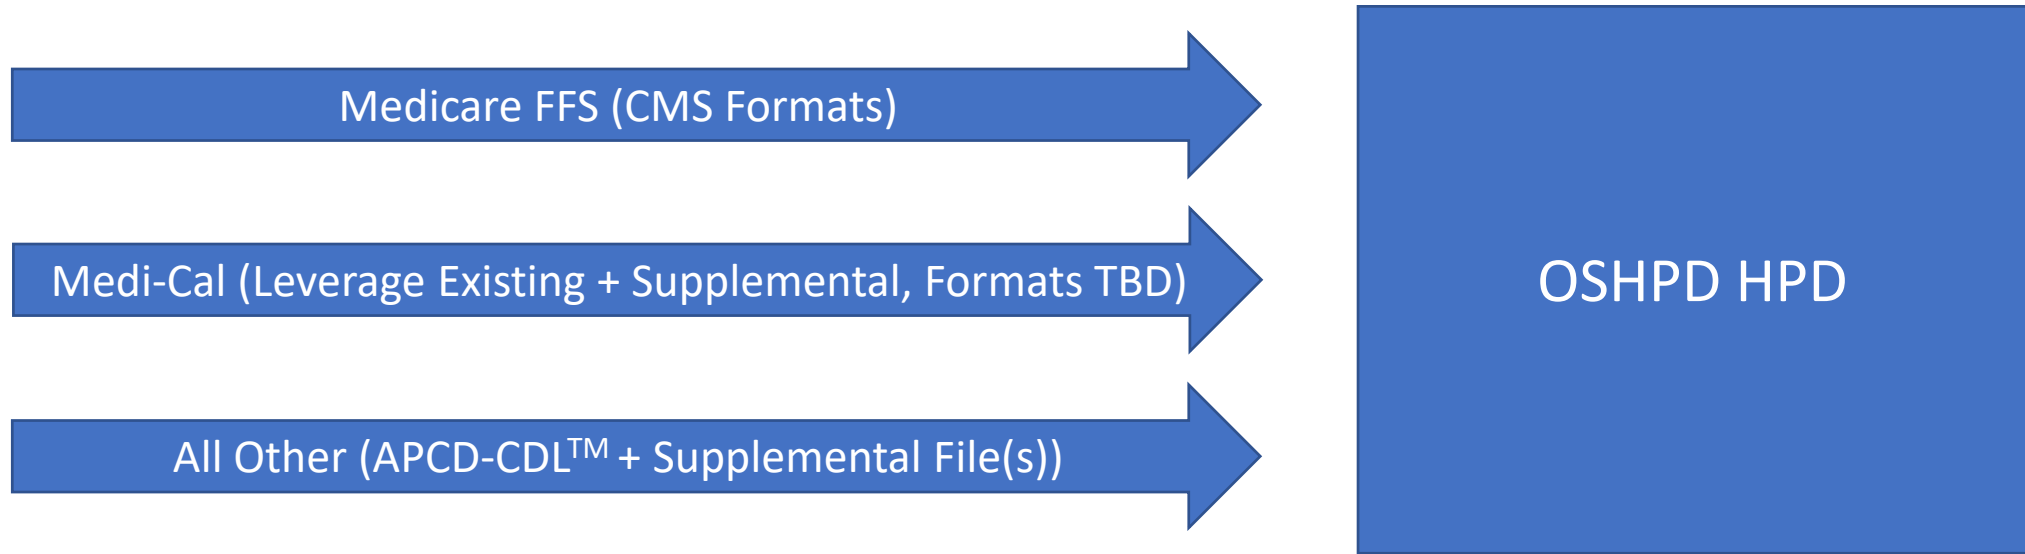 Medicare FFS (CMS Formats)
Medi-Cal (Leverage Existing + Supplemental, Formats TBD)
All Other (APCD-CDL™ + Supplemental File(s))
OSHPD HPD